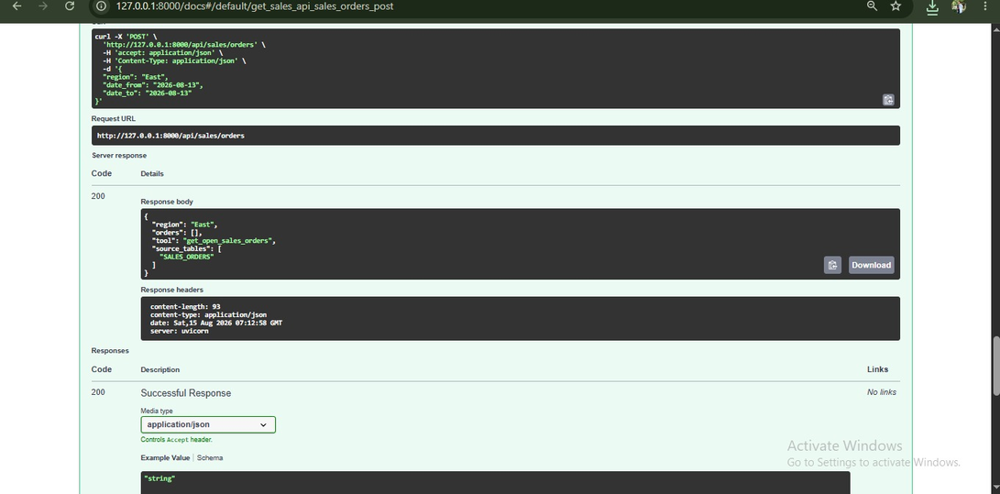 127.0.0.1:8000/docs#/default/get_sales_api_sales_orders_post
curl -X 'POST' \
'http://127.0.0.1:8000/api/sales/orders' \
-H 'accept: application/json' \
-H 'Content-Type: application/json' \
-d '{
"region": "East",
"date_from": "2026-08-13",
"date_to": "2026-08-13"
}'
Request URL
http://127.0.0.1:8000/api/sales/orders
Server response
Code Details
200
Response body
{
"region": "East",
"orders": [],
"tool": "get_open_sales_orders",
"source_tables": [
"SALES_ORDERS"
]
}
Download
Response headers
content-length: 93
content-type: application/json
date: Sat,15 Aug 2026 07:12:58 GMT
server: uvicorn
Responses
Code Description Links
200 Successful Response No links
Media type
application/json
Controls Accept header.
Example Value Schema
"string"
Activate Windows
Go to Settings to activate Windows.